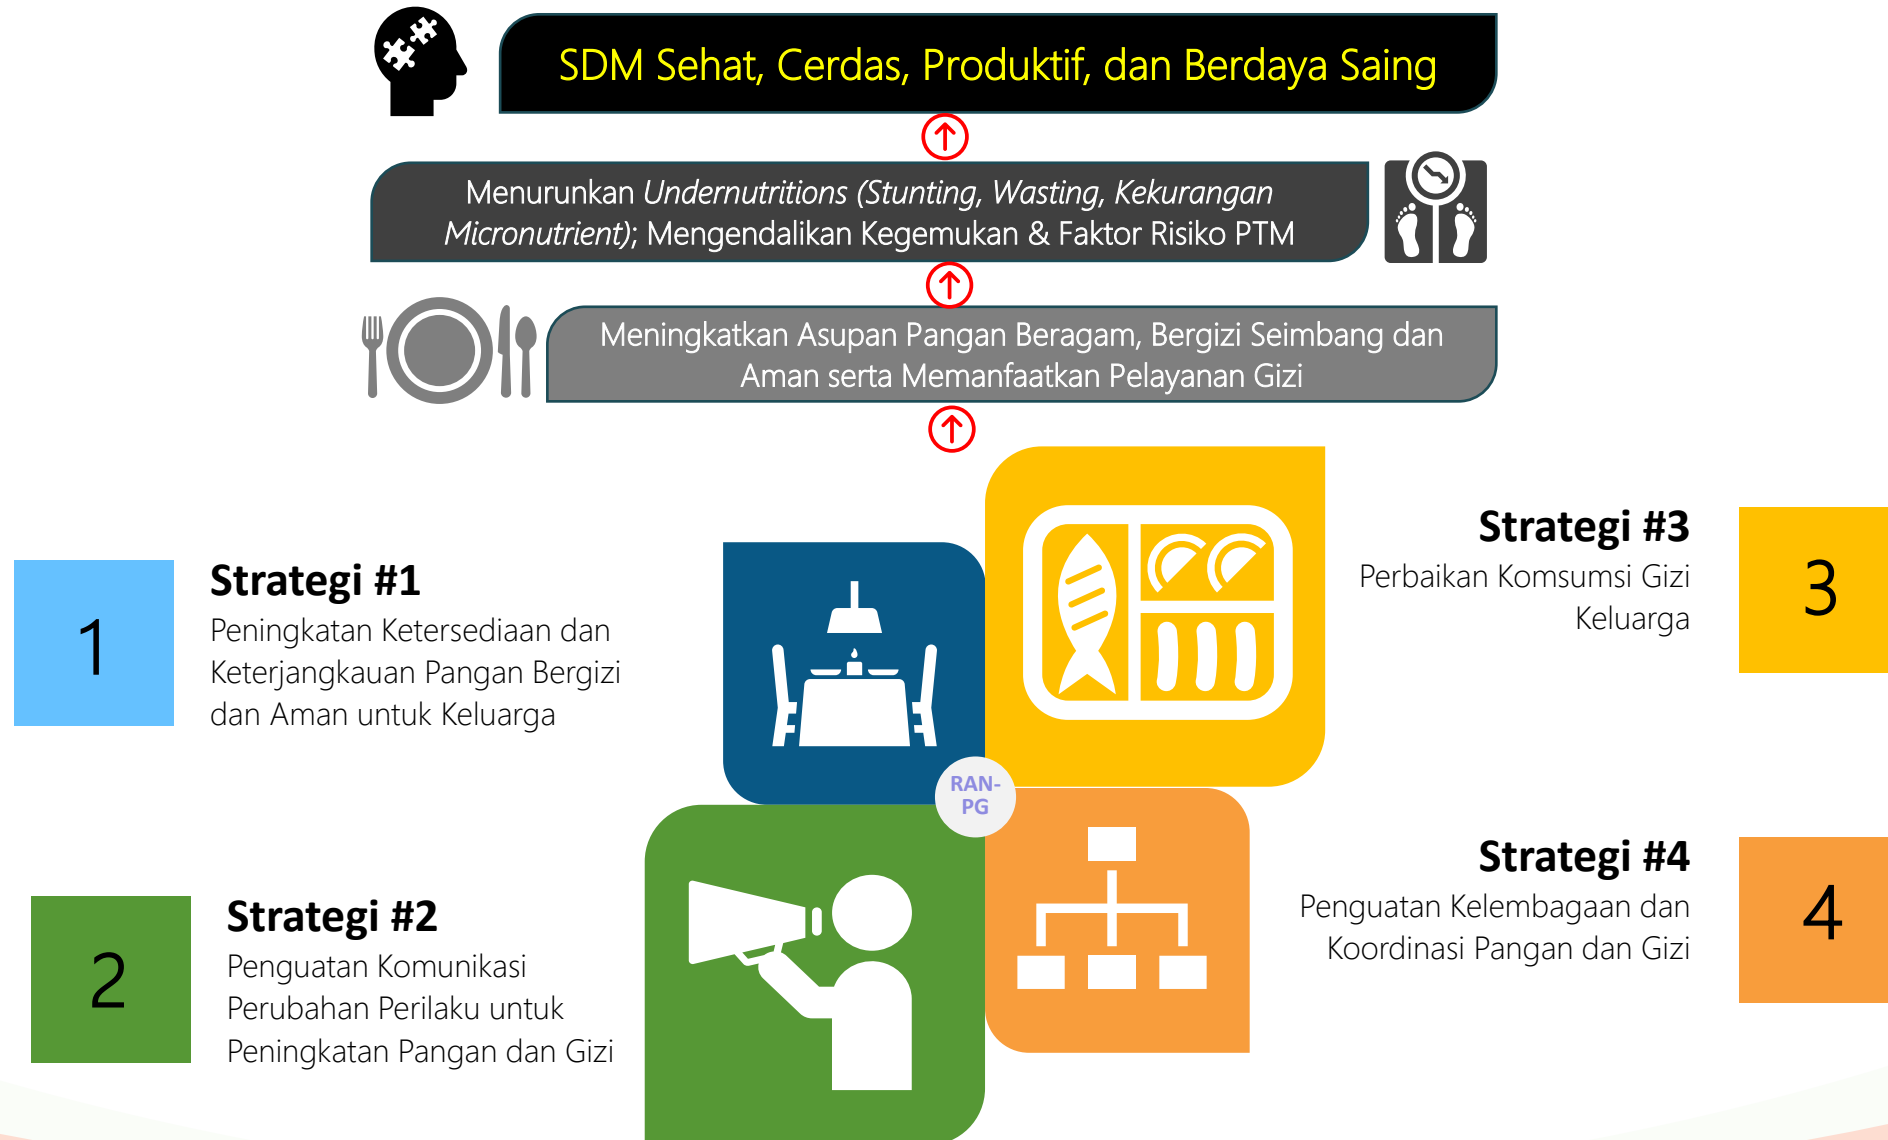 SDM Sehat, Cerdas, Produktif, dan Berdaya Saing
Menurunkan Undernutritions (Stunting, Wasting, Kekurangan
Micronutrient); Mengendalikan Kegemukan & Faktor Risiko PTM
Meningkatkan Asupan Pangan Beragam, Bergizi Seimbang dan
Aman serta Memanfaatkan Pelayanan Gizi
1
Strategi #1
Peningkatan Ketersediaan dan
Keterjangkauan Pangan Bergizi
dan Aman untuk Keluarga
2
Strategi #2
Penguatan Komunikasi
Perubahan Perilaku untuk
Peningkatan Pangan dan Gizi
RAN-
PG
Strategi #3
Perbaikan Komsumsi Gizi
Keluarga
3
Strategi #4
Penguatan Kelembagaan dan
Koordinasi Pangan dan Gizi
4